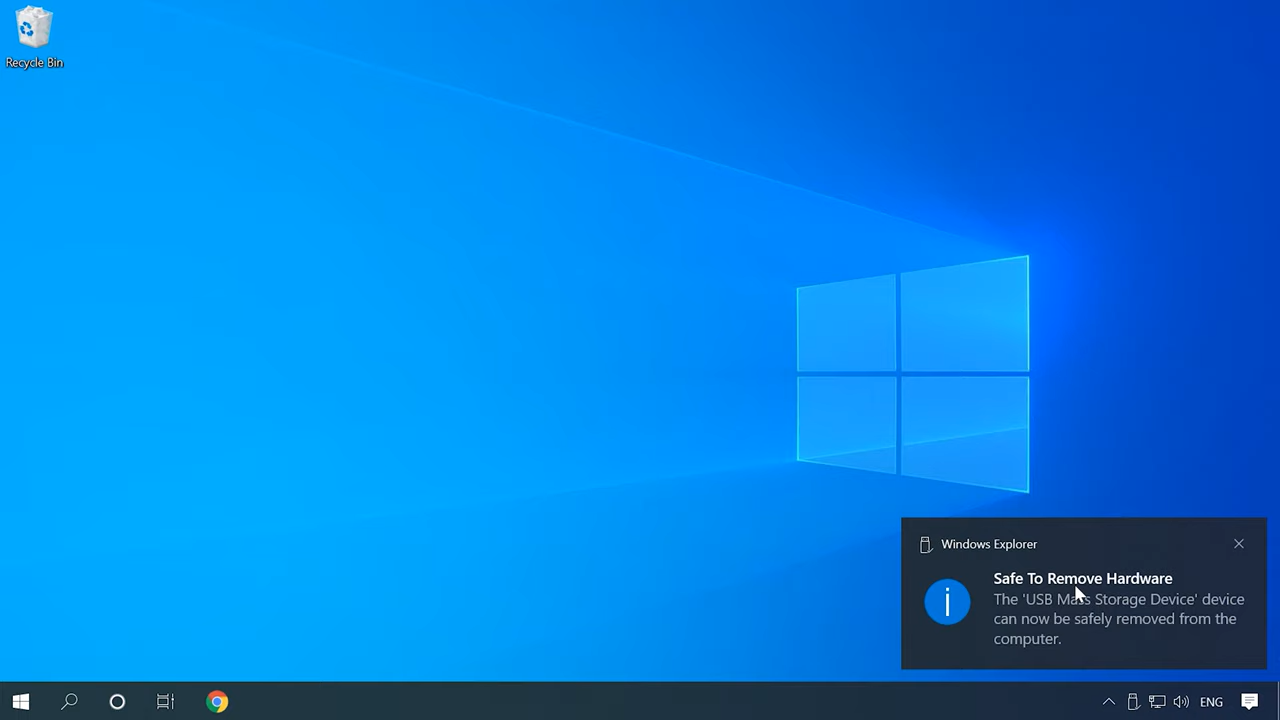 Recycle Bin
Windows Explorer
Safe To Remove Hardware
The 'USB Mass Storage Device' device
can now be safely removed from the
computer.
ENG